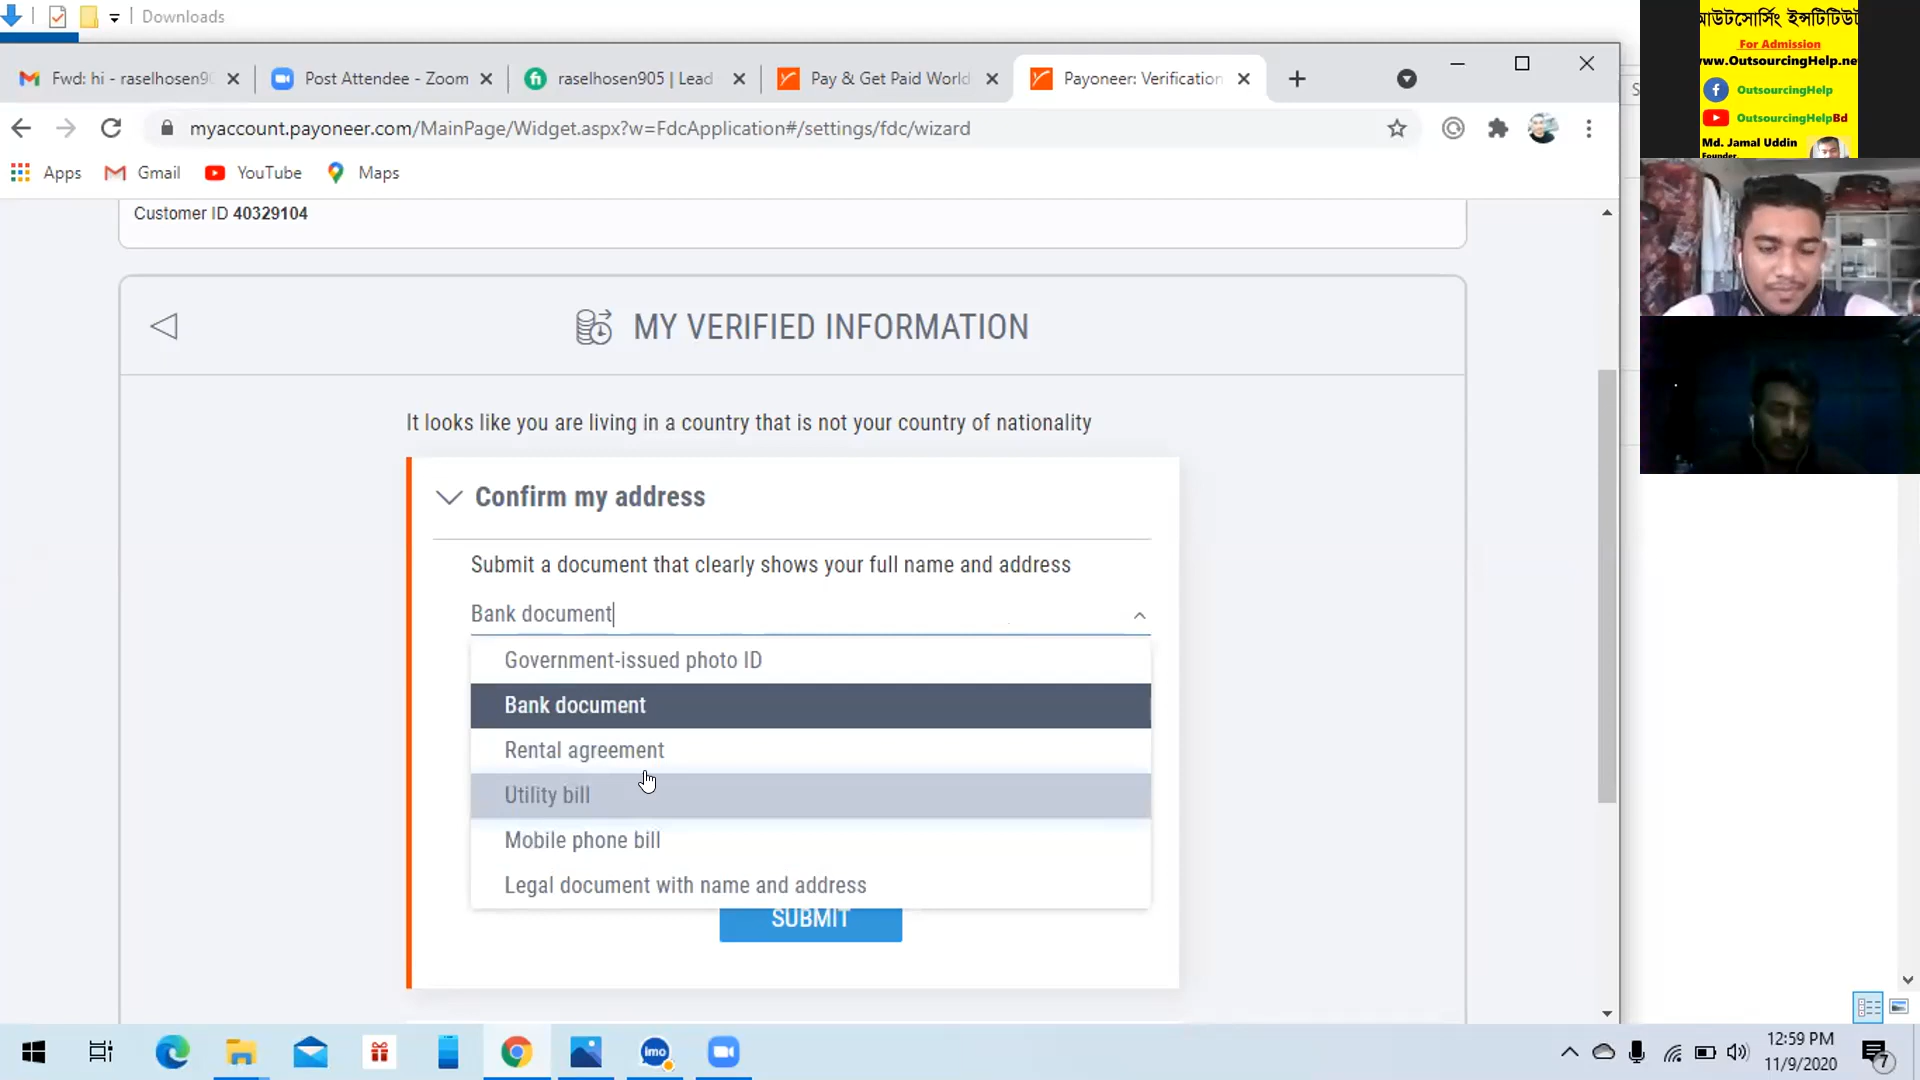 Downloads
Fwd: hi - raselhosen90
Post Attendee - Zoom
raselhosen905 | Lead
Pay & Get Paid World
Payoneer: Verification
myaccount.payoneer.com/MainPage/Widget.aspx?w=FdcApplication#/settings/fdc/wizard
Apps
Gmail
YouTube
Maps
Customer ID 40329104
MY VERIFIED INFORMATION
It looks like you are living in a country that is not your country of nationality
Confirm my address
Submit a document that clearly shows your full name and address
Bank document
Government-issued photo ID
Bank document
Rental agreement
Utility bill
Mobile phone bill
Legal document with name and address
SUBMIT
আউটসোর্সিং ইন্সটিটিউট
For Admission
www.OutsourcingHelp.ne
OutsourcingHelp
OutsourcingHelpBd
Md. Jamal Uddin
Founder
imo
12:59 PM
11/9/2020
7